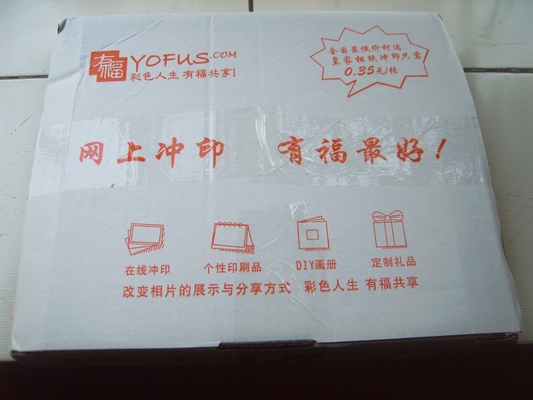 有福 YOFUS.COM
彩色人生 有福共享!
全国最低价柯达
皇家相纸冲印只需
0.35元/张
网上冲印 有福最好!
在线冲印 个性印刷品 DIY画册 定制礼品
改变相片的展示与分享方式 彩色人生 有福共享